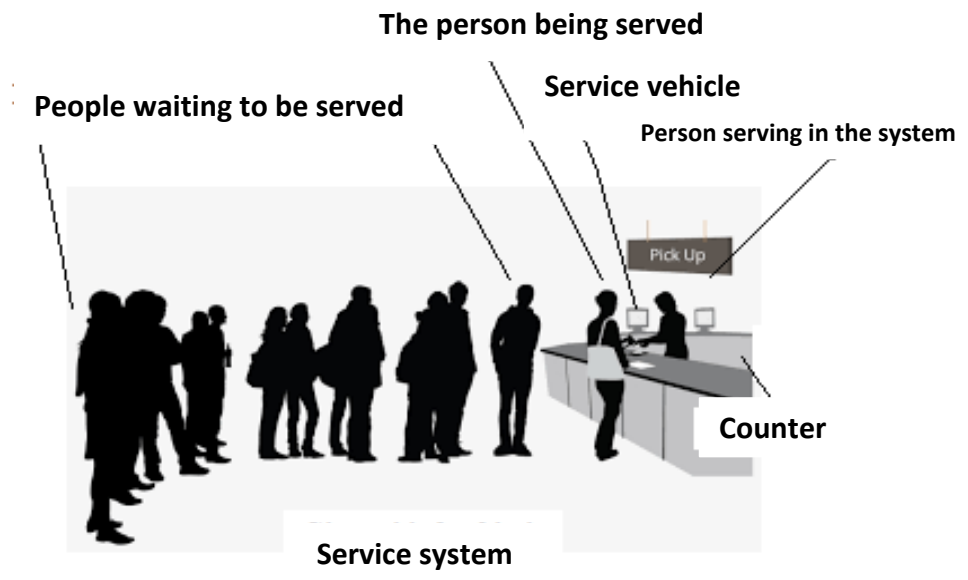 The person being served
Service vehicle
People waiting to be served
Person serving in the system
Pick Up
Counter
Service system